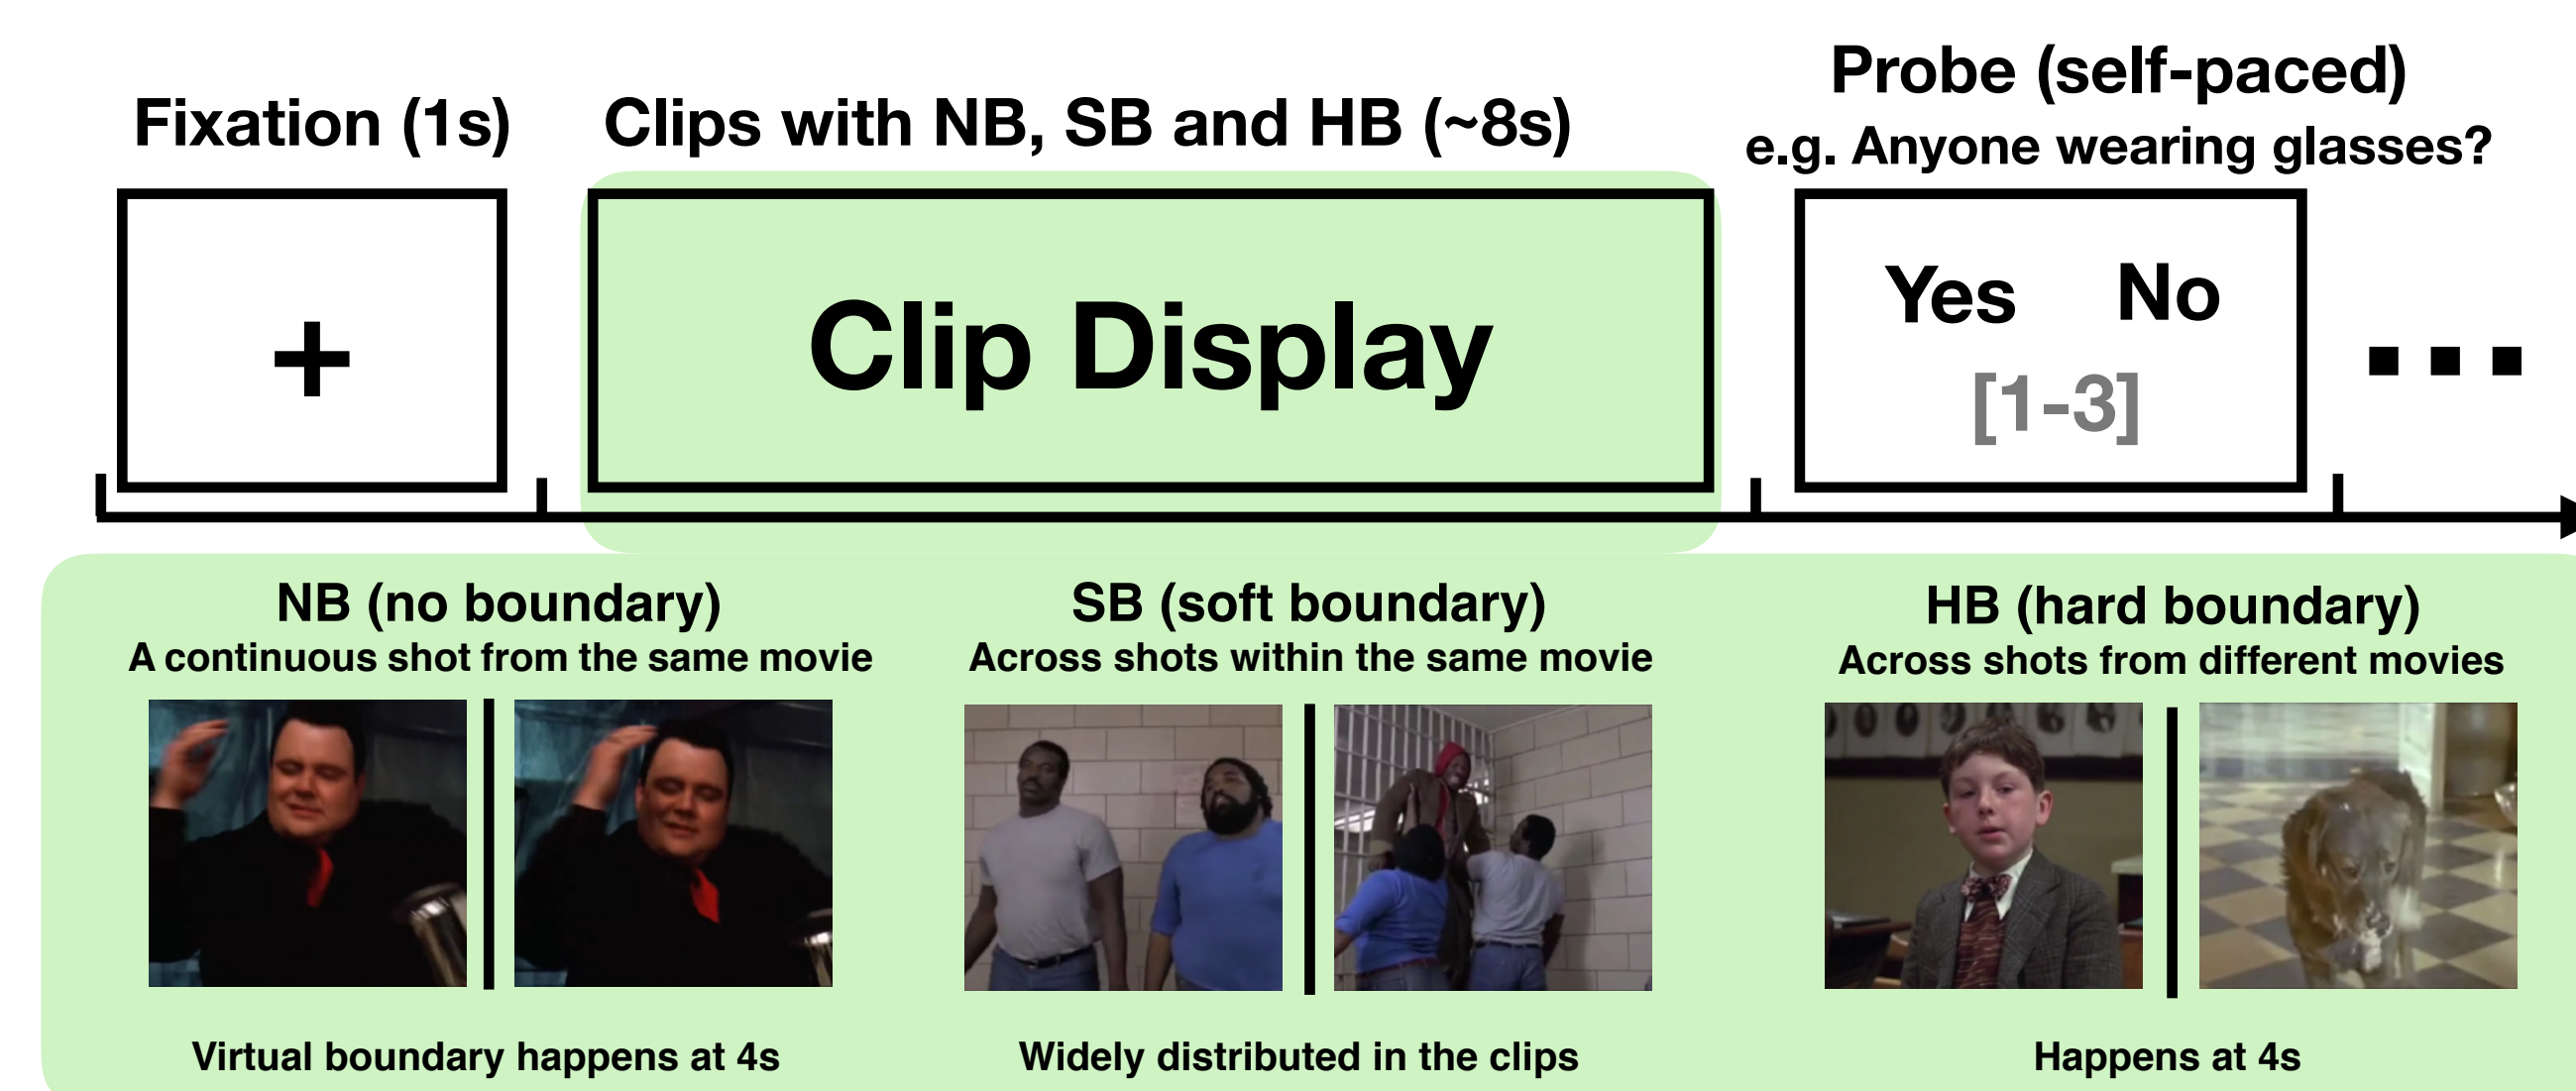 Fixation (1s)
Clips with NB, SB and HB (~8s)
Probe (self-paced)
e.g. Anyone wearing glasses?
+
Clip Display
Yes No
[1-3]
...
NB (no boundary)
A continuous shot from the same movie
Virtual boundary happens at 4s
SB (soft boundary)
Across shots within the same movie
Widely distributed in the clips
HB (hard boundary)
Across shots from different movies
Happens at 4s